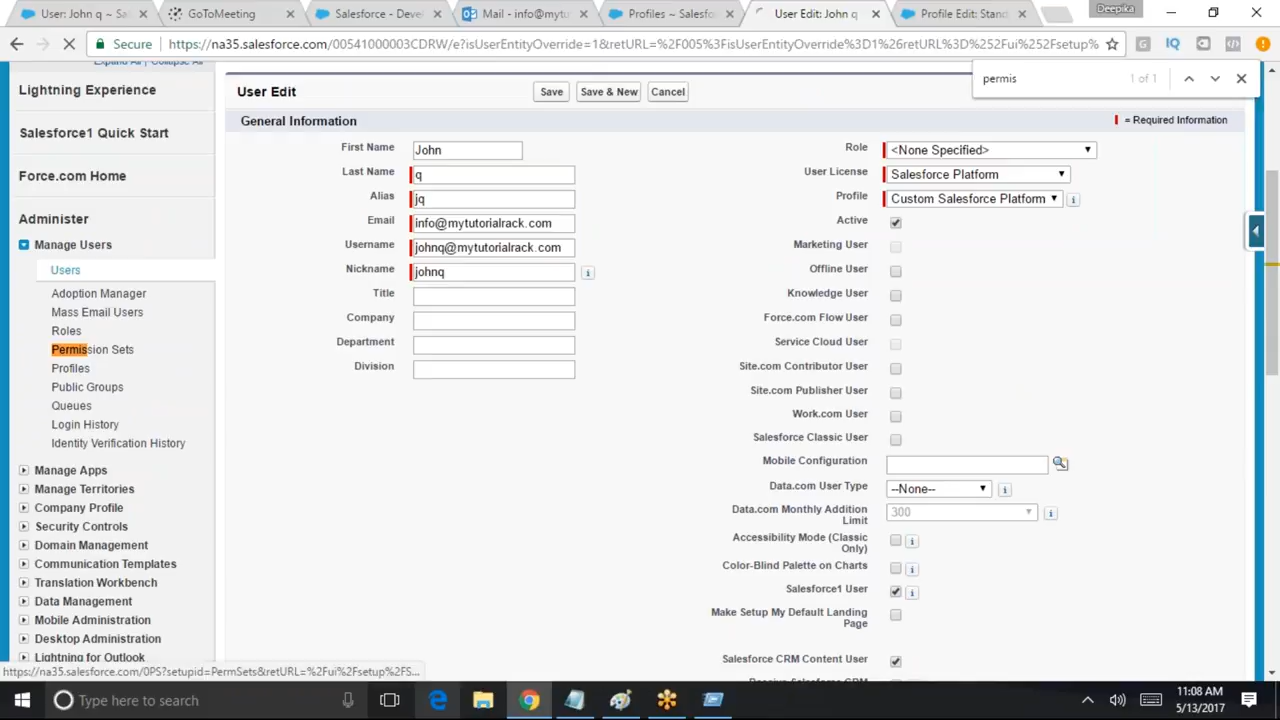 User: John q ~ Sa
GoToMeeting
Salesforce - Deve
Mail - info@mytu
Profiles ~ Salesfo
User Edit: John q
Profile Edit: Stan
Deepika
Secure
https://na35.salesforce.com/00541000003CDRW/e?isUserEntityOverride=1&retURL=%2F005%3FisUserEntityOverride%3D1%26retURL%3D%252Fui%252Fsetup%
permis
1 of 1
Expand All | Collapse All
Lightning Experience
Salesforce1 Quick Start
Force.com Home
Administer
Manage Users
Users
Adoption Manager
Mass Email Users
Roles
Permission Sets
Profiles
Public Groups
Queues
Login History
Identity Verification History
Manage Apps
Manage Territories
Company Profile
Security Controls
Domain Management
Communication Templates
Translation Workbench
Data Management
Mobile Administration
Desktop Administration
Lightning for Outlook
User Edit
Save
Save & New
Cancel
General Information
= Required Information
First Name John
Last Name q
Alias jq
Email info@mytutorialrack.com
Username johnq@mytutorialrack.com
Nickname johnq
Title
Company
Department
Division
Role <None Specified>
User License Salesforce Platform
Profile Custom Salesforce Platform
Active
Marketing User
Offline User
Knowledge User
Force.com Flow User
Service Cloud User
Site.com Contributor User
Site.com Publisher User
Work.com User
Salesforce Classic User
Mobile Configuration
Data.com User Type --None--
Data.com Monthly Addition
Limit
300
Accessibility Mode (Classic
Only)
Color-Blind Palette on Charts
Salesforce1 User
Make Setup My Default Landing
Page
Salesforce CRM Content User
Receive Salesforce CRM
https://na35.salesforce.com/0PS?setupid=PermSets&retURL=%2Fui%2Fsetup%2FS...
Type here to search
11:08 AM
5/13/2017